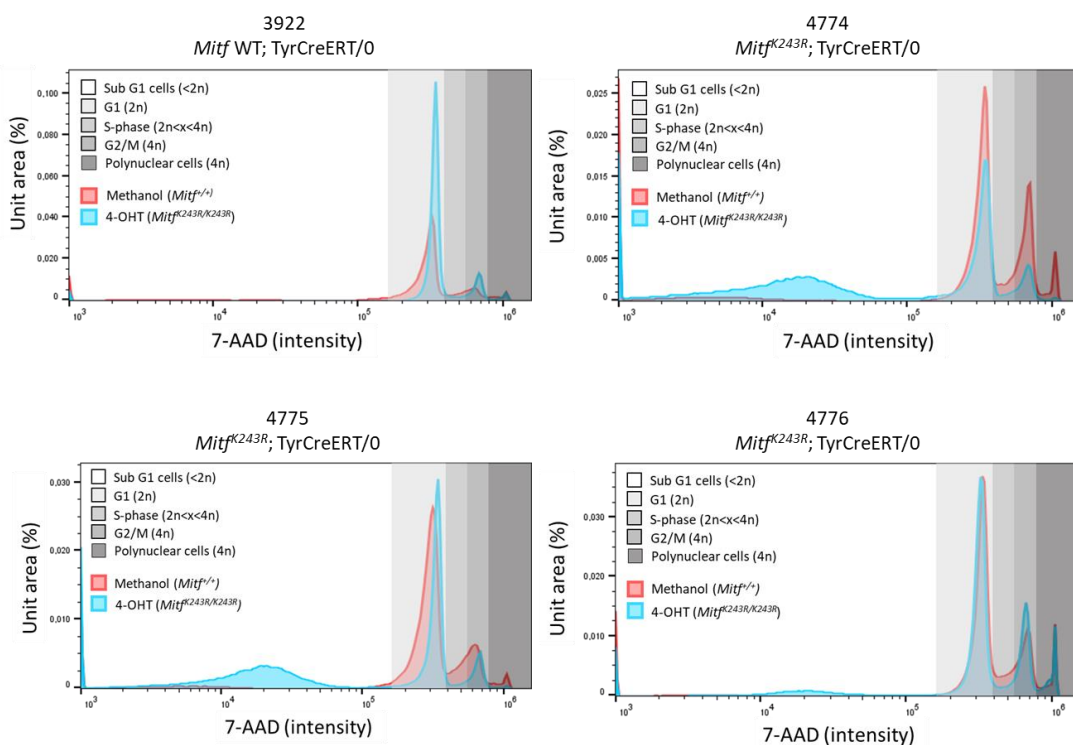 3922
Mitf WT; TyrCreERT/0
Sub G1 cells (<2n)
G1 (2n)
S-phase (2n<x<4n)
G2/M (4n)
Polynuclear cells (4n)
Methanol (Mitf+/+)
4-OHT (MitfK243R/K243R)
Unit area (%)
0,100
0,080
0,060
0,040
0,020
0
10³ 10⁴ 10⁵ 10⁶
7-AAD (intensity)
4774
MitfK243R; TyrCreERT/0
Sub G1 cells (<2n)
G1 (2n)
S-phase (2n<x<4n)
G2/M (4n)
Polynuclear cells (4n)
Methanol (Mitf+/+)
4-OHT (MitfK243R/K243R)
Unit area (%)
0,025
0,020
0,015
0,010
0,005
0
10³ 10⁴ 10⁵ 10⁶
7-AAD (intensity)
4775
MitfK243R; TyrCreERT/0
Sub G1 cells (<2n)
G1 (2n)
S-phase (2n<x<4n)
G2/M (4n)
Polynuclear cells (4n)
Methanol (Mitf+/+)
4-OHT (MitfK243R/K243R)
Unit area (%)
0,030
0,020
0,010
0
10³ 10⁴ 10⁵ 10⁶
7-AAD (intensity)
4776
MitfK243R; TyrCreERT/0
Sub G1 cells (<2n)
G1 (2n)
S-phase (2n<x<4n)
G2/M (4n)
Polynuclear cells (4n)
Methanol (Mitf+/+)
4-OHT (MitfK243R/K243R)
Unit area (%)
0,030
0,020
0,010
0
10³ 10⁴ 10⁵ 10⁶
7-AAD (intensity)